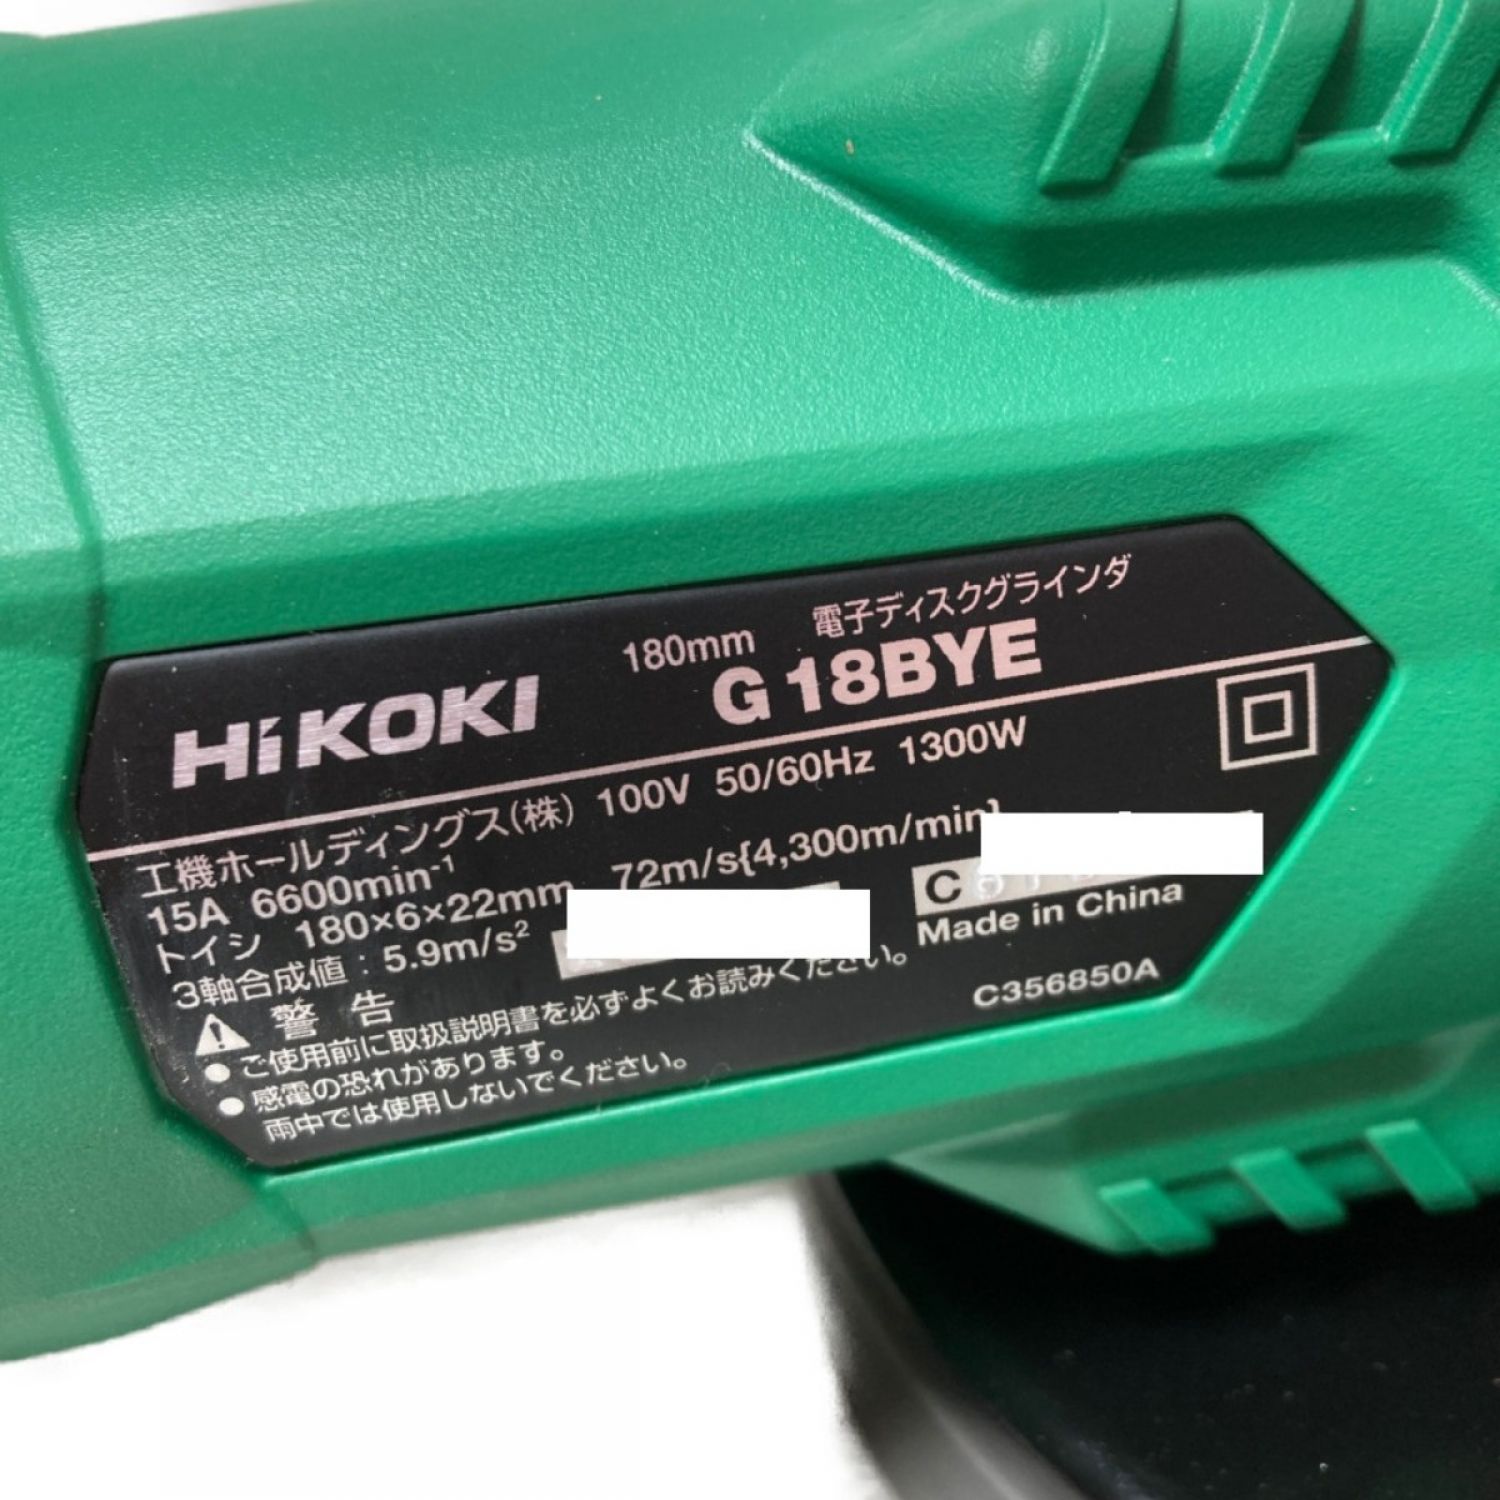 180mm 電子ディスクグラインダ
HiKOKI G18BYE
工機ホールディングス(株) 100V 50/60Hz 1300W
15A 6600min-1 72m/s{4,300m/min}
トイシ 180×6×22mm
3軸合成値:5.9m/s2
Made in China
警告
●ご使用前に取扱説明書を必ずよくお読みください。
C356850A
●感電の恐れがあります。
雨中では使用しないでください。